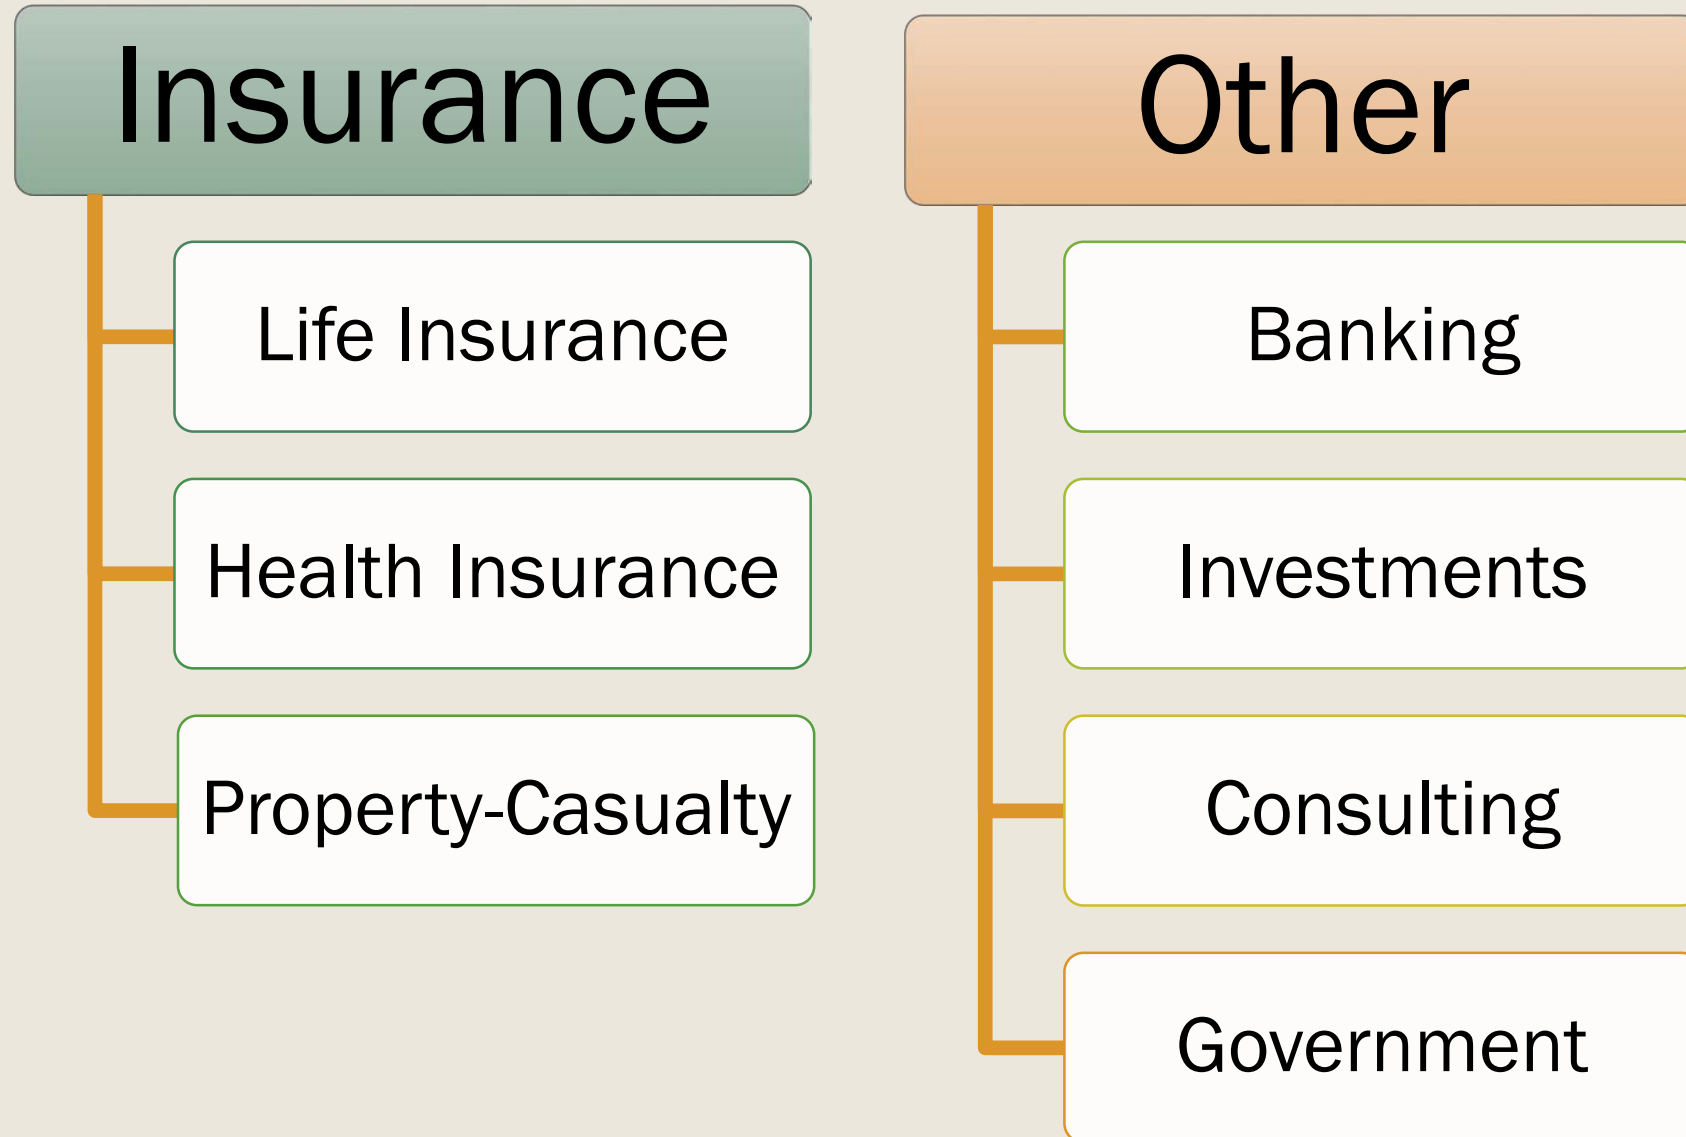 Insurance
Life Insurance
Health Insurance
Property-Casualty
Other
Banking
Investments
Consulting
Government